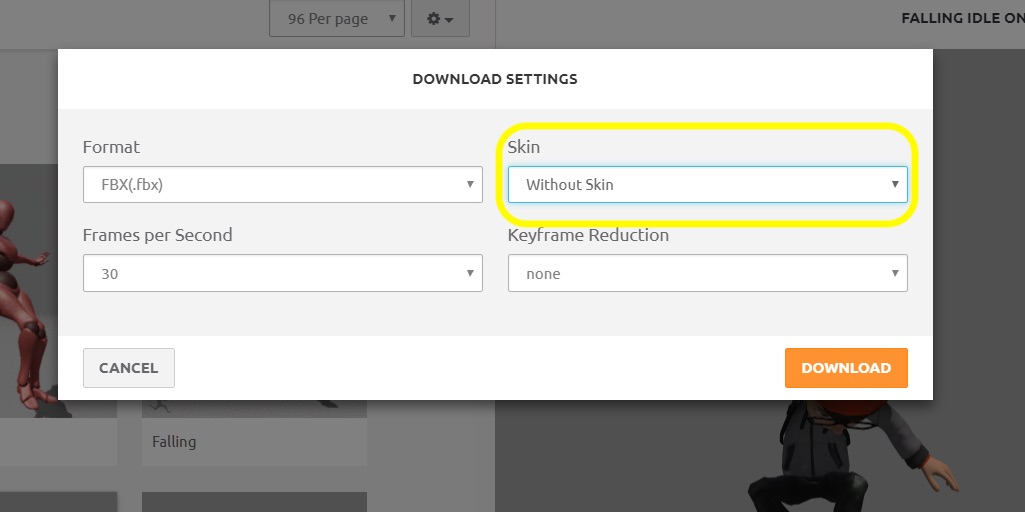 96 Per page
FALLING IDLE ON
DOWNLOAD SETTINGS
Format
Skin
FBX(.fbx)
Without Skin
Frames per Second
Keyframe Reduction
30
none
CANCEL
DOWNLOAD
Falling